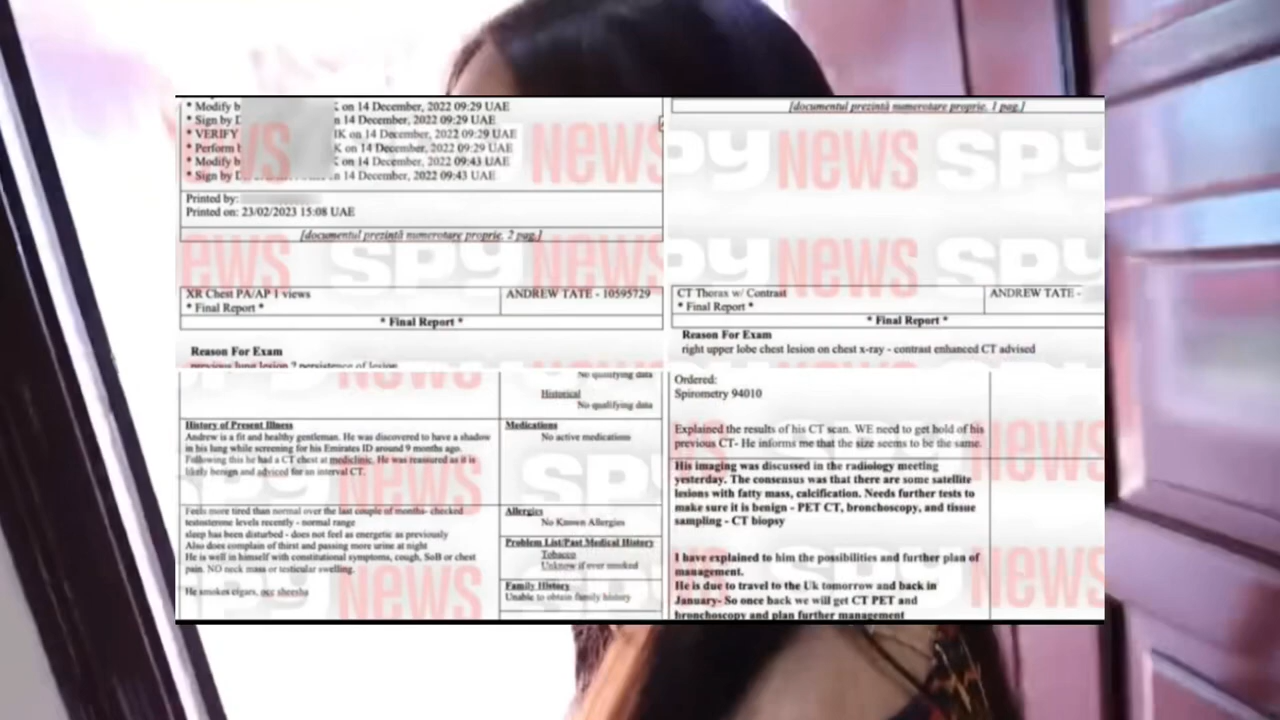 * Modify b on 14 December, 2022 09:29 UAE
* Sign by D n 14 December, 2022 09:29 UAE
* VERIFY IK on 14 December, 2022 09:29 UAE
* Perform b K on 14 December, 2022 09:29 UAE
* Modify b on 14 December, 2022 09:43 UAE
* Sign by D n 14 December, 2022 09:43 UAE
Printed by:
Printed on: 23/02/2023 15:08 UAE
[documentul prezintă numerotare proprie. 2 pag.]
XR Chest PA/AP 1 views
* Final Report *
ANDREW TATE - 10595729
* Final Report *
Reason For Exam
previous lung lesion ? persistence of lesion
[documentul prezintă numerotare proprie. 1 pag.]
CT Thorax w/ Contrast
* Final Report *
ANDREW TATE -
* Final Report *
Reason For Exam
right upper lobe chest lesion on chest x-ray - contrast enhanced CT advised
History of Present Illness
Andrew is a fit and healthy gentleman. He was discovered to have a shadow
in his lung while screening for his Emirates ID around 9 months ago.
Following this he had a CT chest at mediclinic. He was reassured as it is
likely benign and adviced for an interval CT.
Feels more tired than normal over the last couple of months- checked
testosterone levels recently - normal range
sleep has been disturbed - does not feel as energetic as previously
Also does complain of thirst and passing more urine at night
He is well in himself with constitutional symptoms, cough, SoB or chest
pain. NO neck mass or testicular swelling.
He smokes cigars, occ sheesha
No qualifying data
Historical
No qualifying data
Medications
No active medications
Allergies
No Known Allergies
Problem List/Past Medical History
Tobacco
Unknow if ever smoked
Family History
Unable to obtain family history
Ordered:
Spirometry 94010
Explained the results of his CT scan. WE need to get hold of his
previous CT- He informs me that the size seems to be the same.
His imaging was discussed in the radiology meeting
yesterday. The consensus was that there are some satellite
lesions with fatty mass, calcification. Needs further tests to
make sure it is benign - PET CT, bronchoscopy, and tissue
sampling - CT biopsy
I have explained to him the possibilities and further plan of
management.
He is due to travel to the Uk tomorrow and back in
January- So once back we will get CT PET and
bronchoscopy and plan further management
SPY NEWS